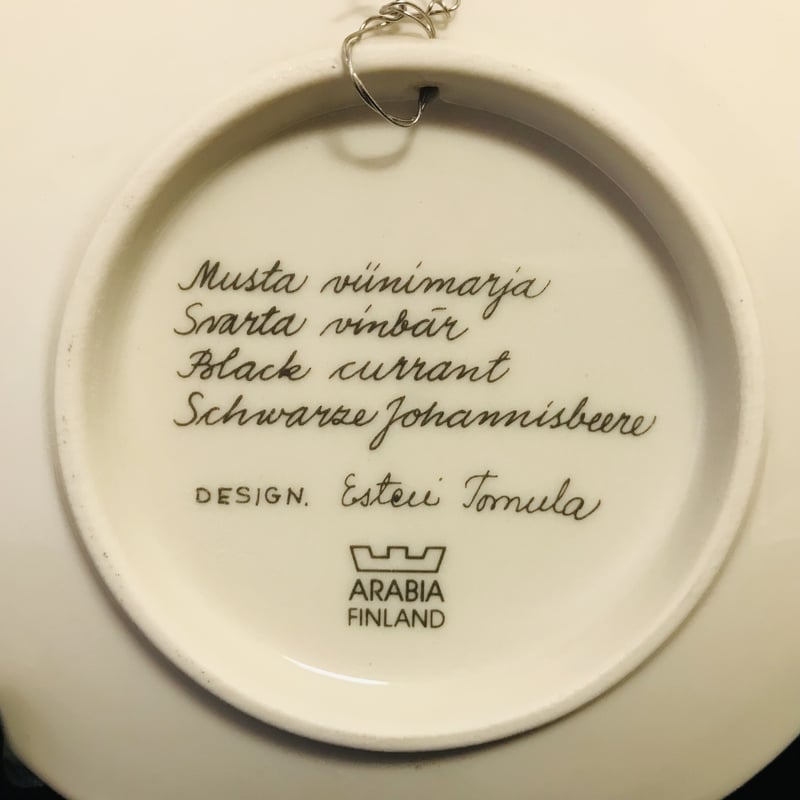 Musta viinimarja
Svarta vinbär
Black currant
Schwarze Johannisbeere
DESIGN. Esteri Tomula
ARABIA
FINLAND